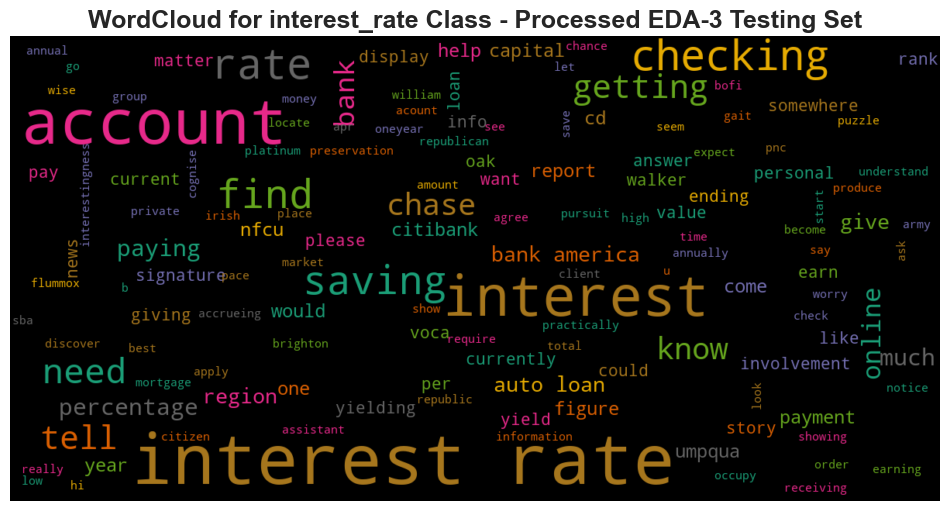 WordCloud for interest_rate Class - Processed EDA-3 Testing Set
annual
go
wise
matter
rate
bank
display
help
capital
chance
checking
rank
let
getting
bofi
somewhere
puzzle
group
money
william
acount
loan
info
see
cd
save
seem
gait
account
locate
apr
oneyear
republican
platinum
preservation
oak
answer
expect
pnc
pay
current
cognise
interestingness
want
report
walker
personal
understand
find
amount
ending
produce
private
irish
place
chase
agree
pursuit
high
value
start
become
give
army
nfcu
please
citibank
time
say
ask
news
paying
market
bank america
annually
signature
pace
saving
client
u
come
earn
worry
flummox
b
interest
online
sba
giving
accrueing
would
show
practically
check
voca
require
know
like
much
discover
best
brighton
currently
total
involvement
need
mortgage
apply
could
notice
region
one
per
republic
auto loan
look
percentage
yielding
yield
figure
payment
story
tell
citizen
assistant
information
showing
umpqua
year
interest rate
really
low
hi
occupy
order
earning
receiving